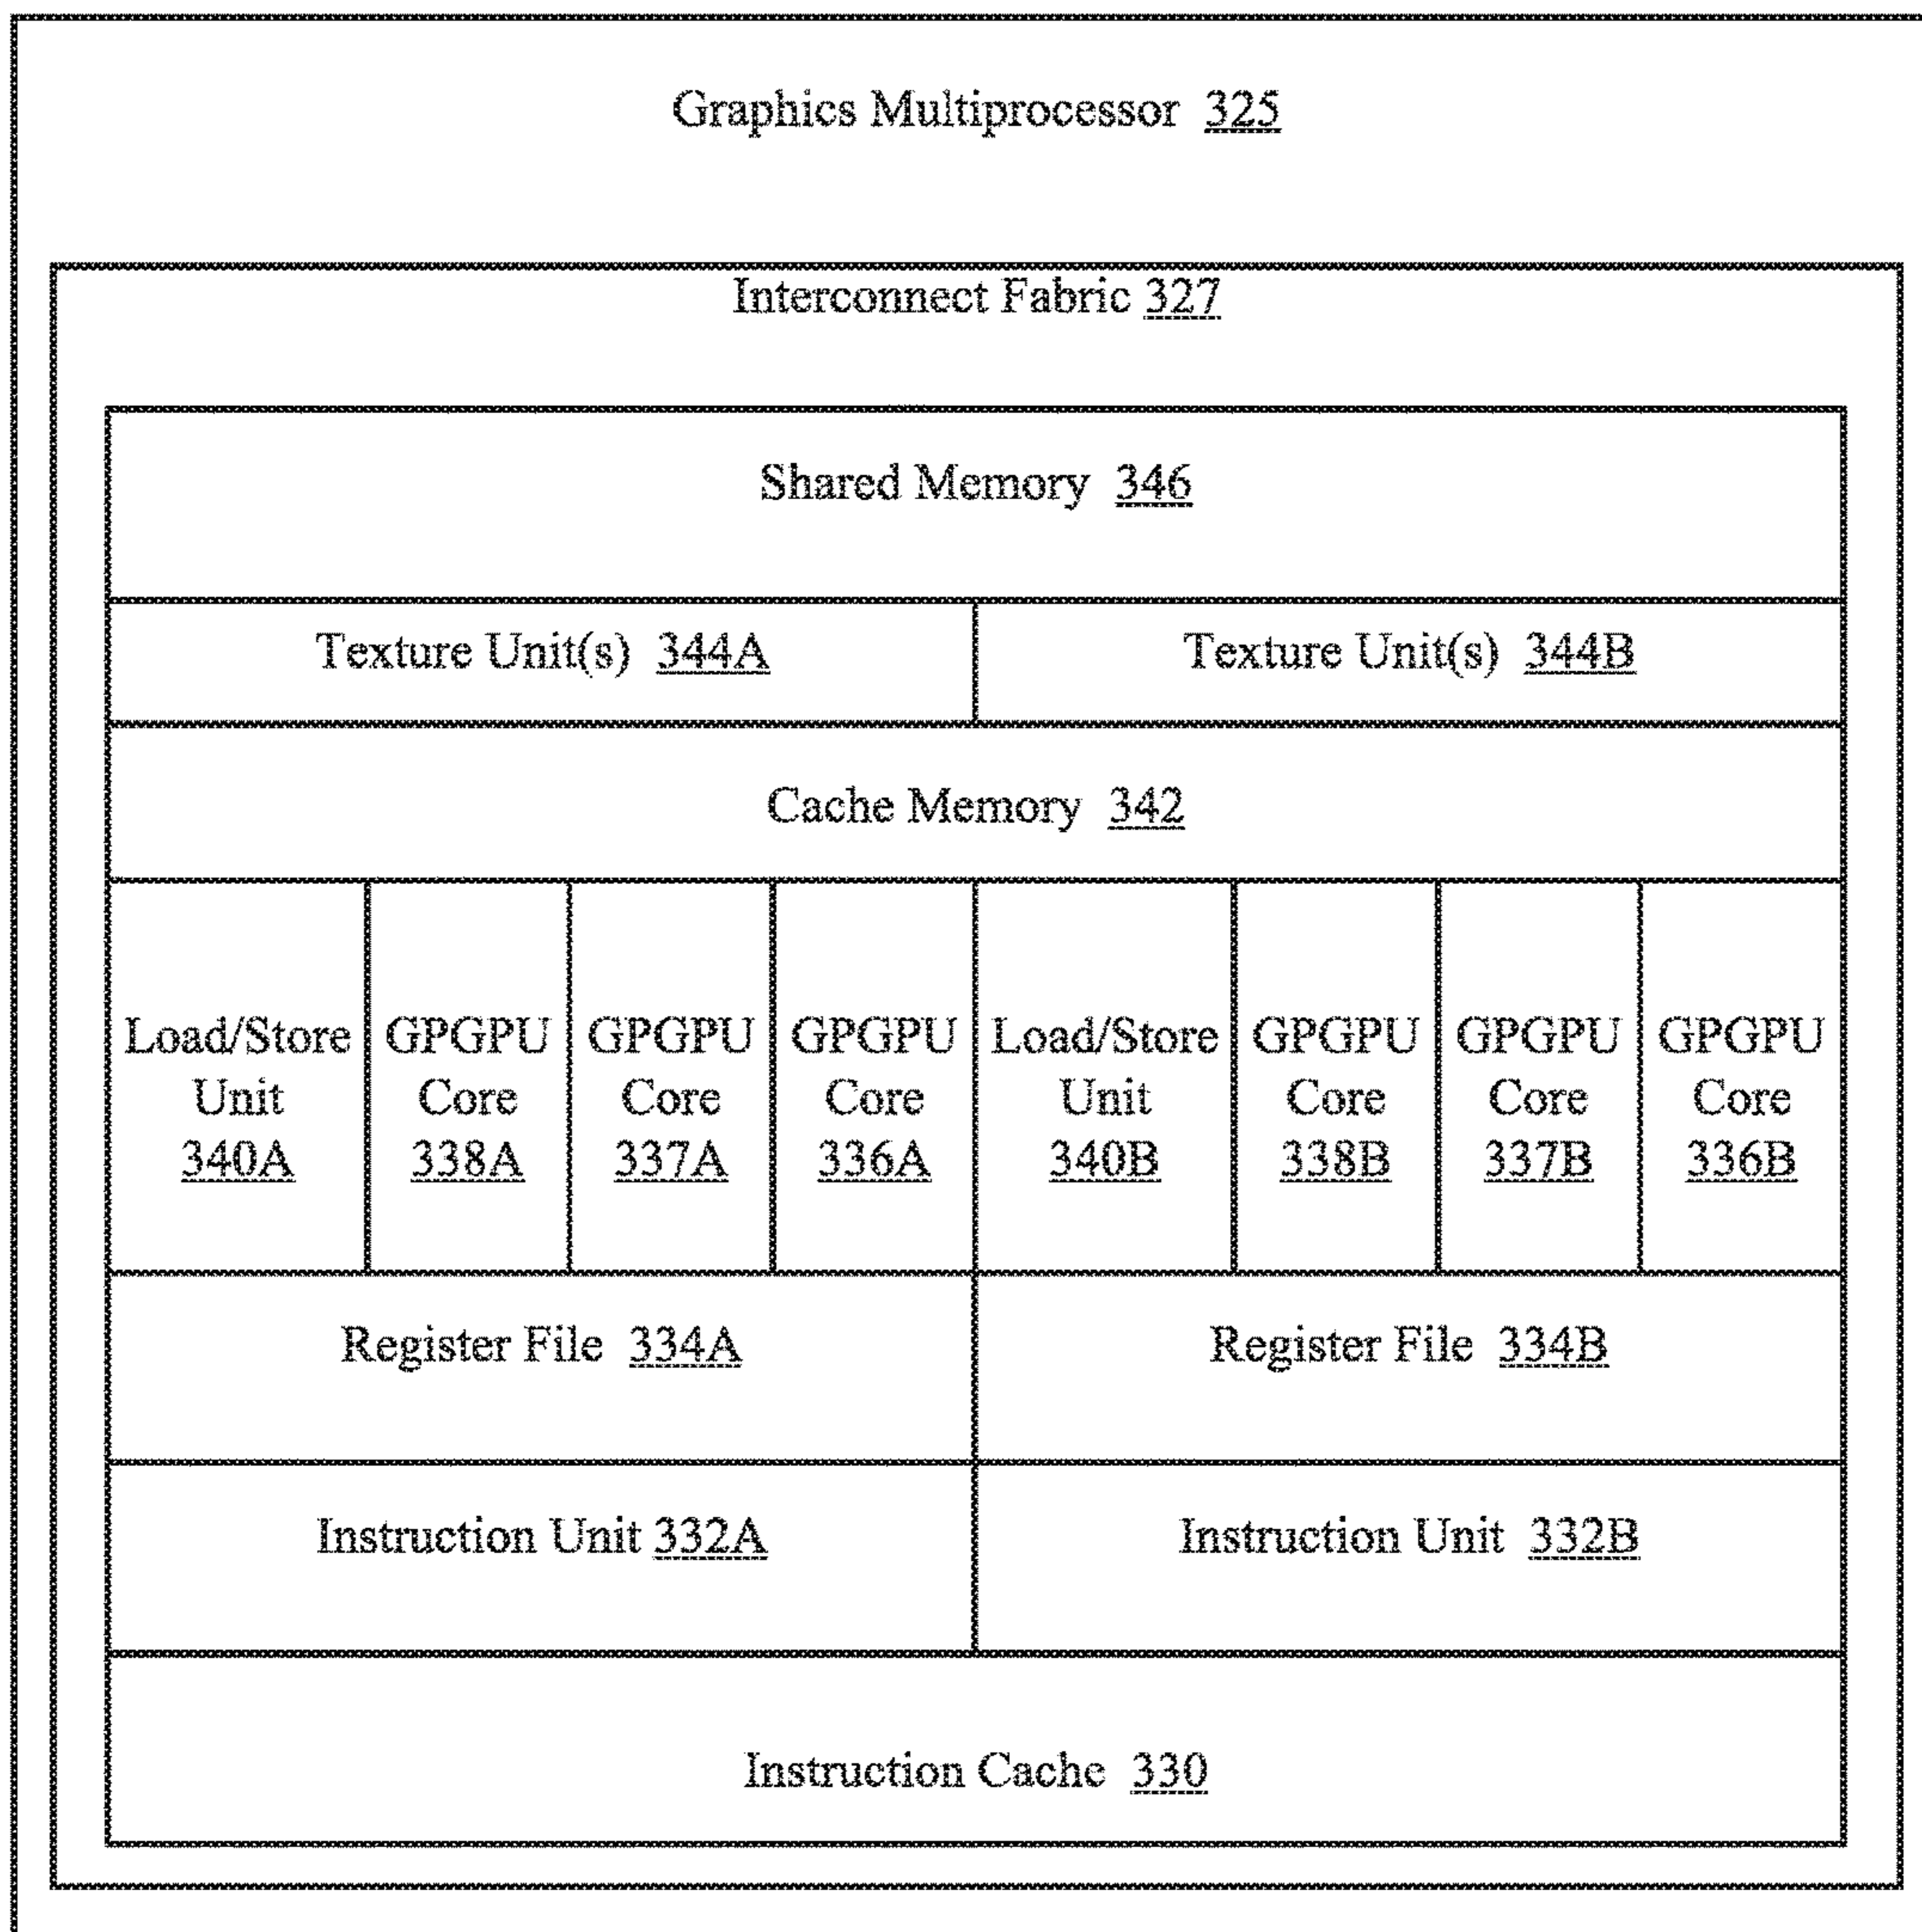 Graphics Multiprocessor 325
Interconnect Fabric 327
Shared Memory 346
Texture Unit(s) 344A
Texture Unit(s) 344B
Cache Memory 342
Load/Store
Unit
340A
GPGPU
Core
338A
GPGPU
Core
337A
GPGPU
Core
336A
Load/Store
Unit
340B
GPGPU
Core
338B
GPGPU
Core
337B
GPGPU
Core
336B
Register File 334A
Register File 334B
Instruction Unit 332A
Instruction Unit 332B
Instruction Cache 330